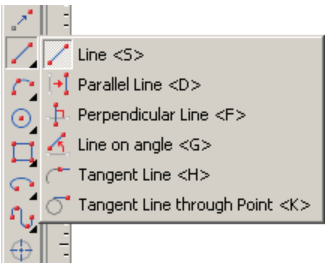 Line <S>
Parallel Line <D>
Perpendicular Line <F>
Line on angle <G>
Tangent Line <H>
Tangent Line through Point <K>